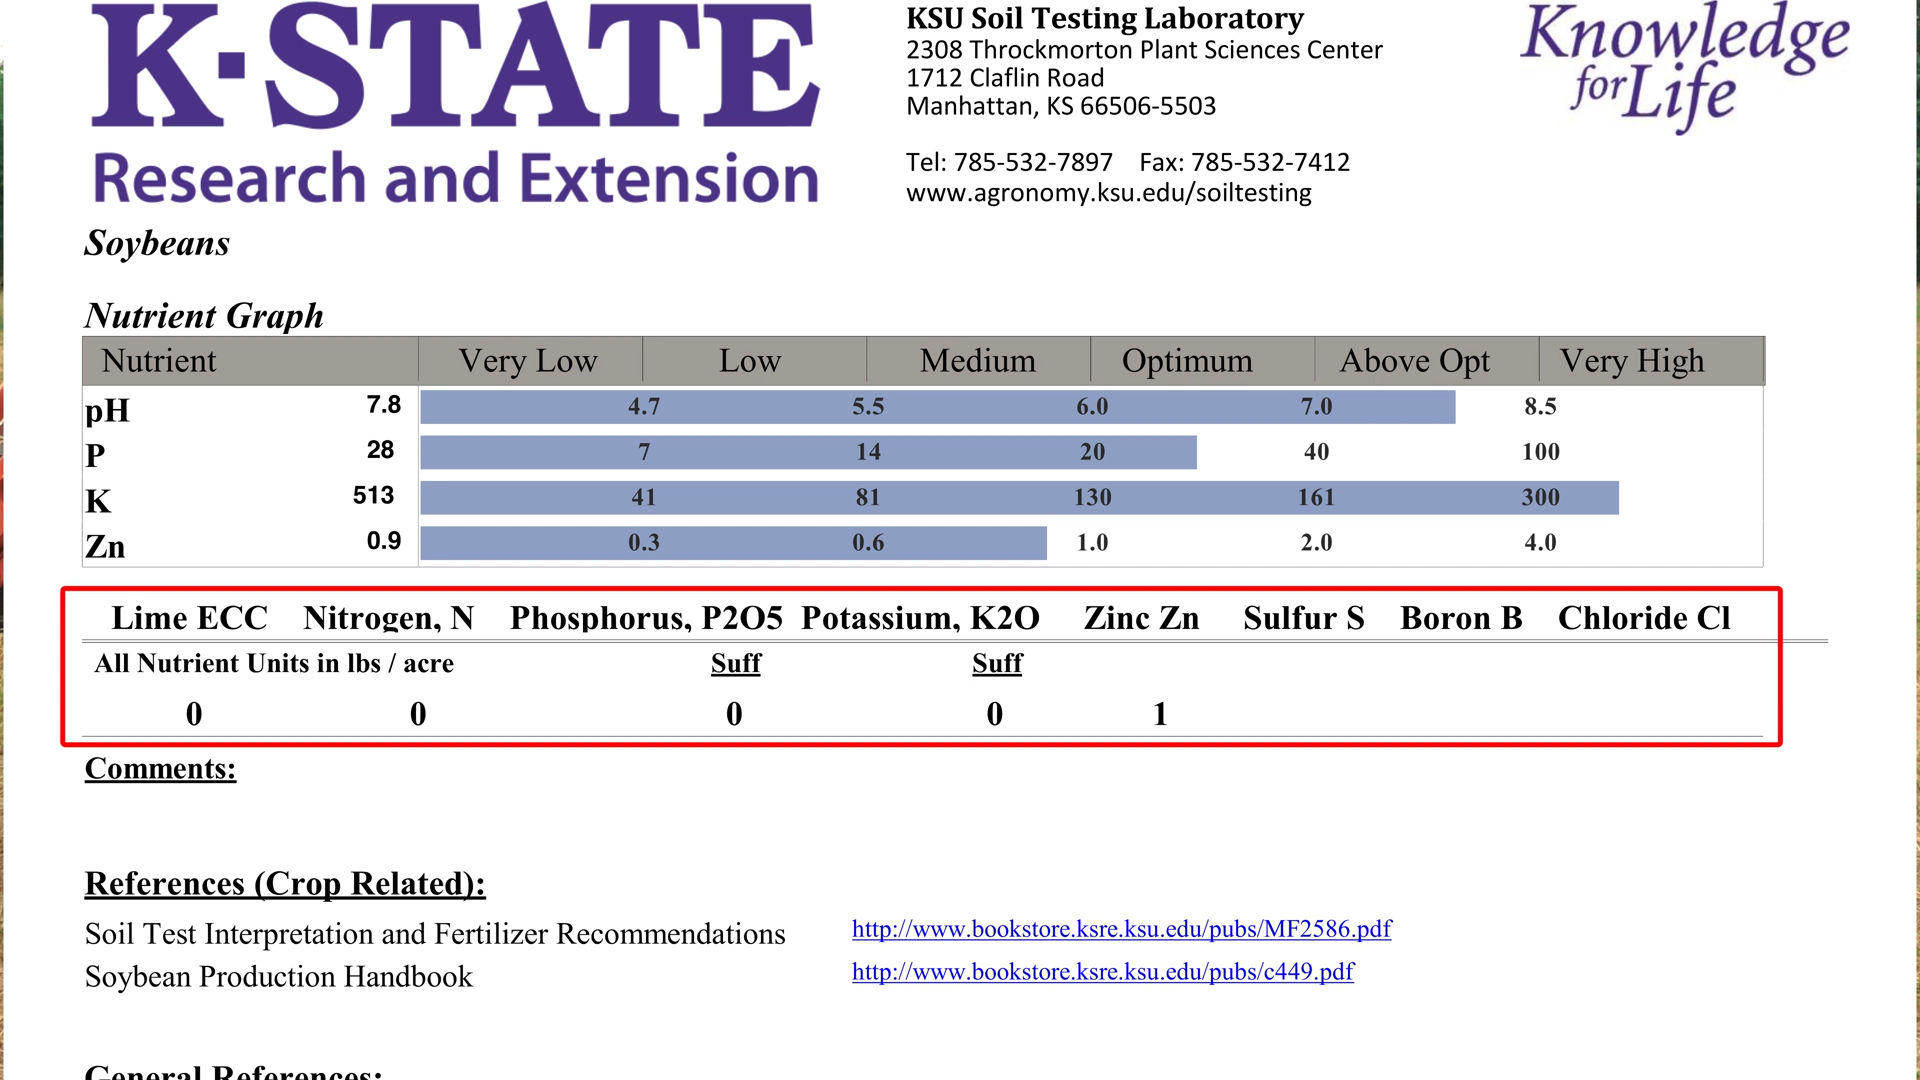 K·STATE
Research and Extension
KSU Soil Testing Laboratory
2308 Throckmorton Plant Sciences Center
1712 Claflin Road
Manhattan, KS 66506-5503
Tel: 785-532-7897 Fax: 785-532-7412
www.agronomy.ksu.edu/soiltesting
Knowledge
for Life
Soybeans
Nutrient Graph
Nutrient Very Low Low Medium Optimum Above Opt Very High
pH 7.8 4.7 5.5 6.0 7.0 8.5
P 28 7 14 20 40 100
K 513 41 81 130 161 300
Zn 0.9 0.3 0.6 1.0 2.0 4.0
Lime ECC Nitrogen, N Phosphorus, P2O5 Potassium, K2O Zinc Zn Sulfur S Boron B Chloride Cl
All Nutrient Units in lbs / acre Suff Suff
0 0 0 0 1
Comments:
References (Crop Related):
Soil Test Interpretation and Fertilizer Recommendations http://www.bookstore.ksre.ksu.edu/pubs/MF2586.pdf
Soybean Production Handbook http://www.bookstore.ksre.ksu.edu/pubs/c449.pdf
General References: